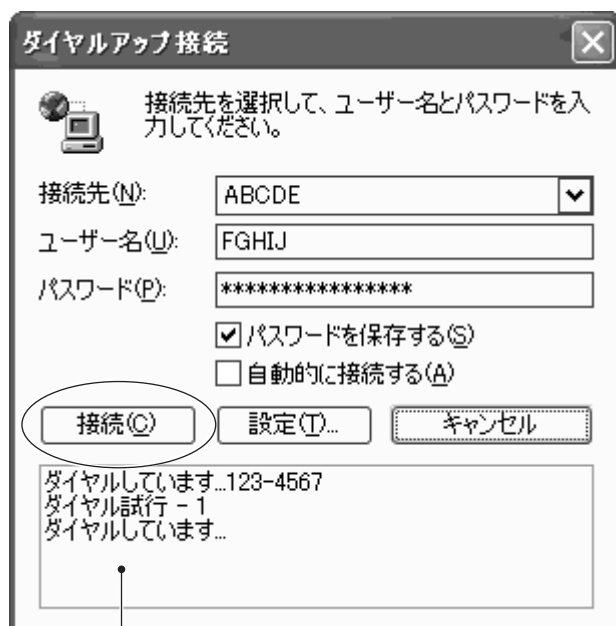 ダイヤルアップ接続
接続先を選択して、ユーザー名とパスワードを入
力してください。
接続先(N):
ABCDE
ユーザー名(U):
FGHIJ
パスワード(P):
****************
パスワードを保存する(S)
自動的に接続する(A)
接続(C)
設定(T)...
キャンセル
ダイヤルしています...123-4567
ダイヤル試行 - 1
ダイヤルしています...